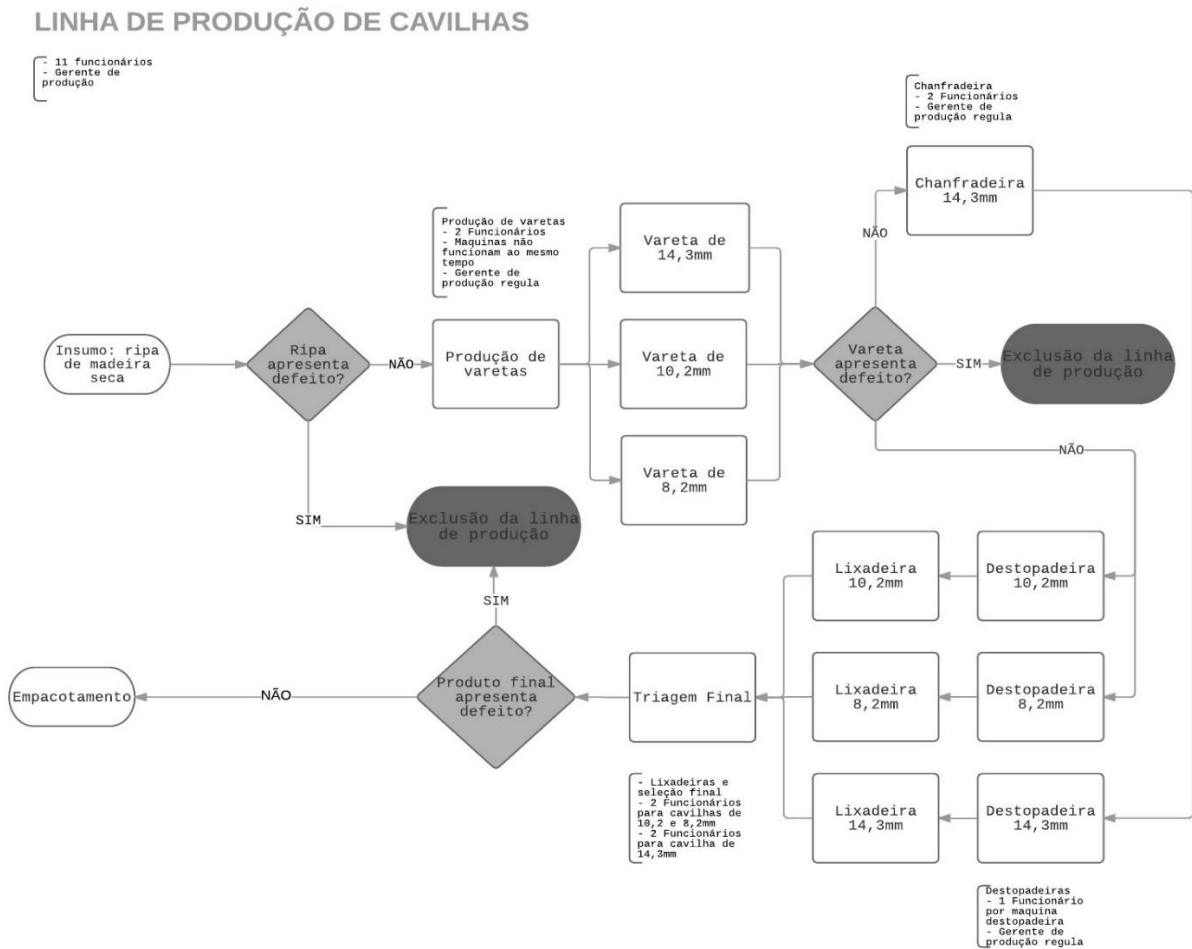 LINHA DE PRODUÇÃO DE CAVILHAS
- 11 funcionários
- Gerente de
produção
Chanfradeira
- 2 Funcionários
- Gerente de
produção regula
Chanfradeira
14,3mm
NÃO
Produção de varetas
- 2 Funcionários
- Maquinas não
funcionam ao mesmo
tempo
- Gerente de
produção regula
Vareta de
14,3mm
Insumo: ripa
de madeira
seca
Ripa
apresenta
defeito?
NÃO
Produção de
varetas
Vareta de
10,2mm
Vareta
apresenta
defeito?
SIM
Exclusão da linha
de produção
NÃO
Vareta de
8,2mm
SIM
Exclusão da linha
de produção
Lixadeira
10,2mm
Destopadeira
10,2mm
SIM
Empacotamento
NÃO
Produto final
apresenta
defeito?
Triagem Final
Lixadeira
8,2mm
Destopadeira
8,2mm
- Lixadeiras e
seleção final
- 2 Funcionários
para cavilhas de
10,2 e 8,2mm
- 2 Funcionários
para cavilha de
14,3mm
Lixadeira
14,3mm
Destopadeira
14,3mm
Destopadeiras
- 1 Funcionário
por maquina
destopadeira
- Gerente de
produção regula